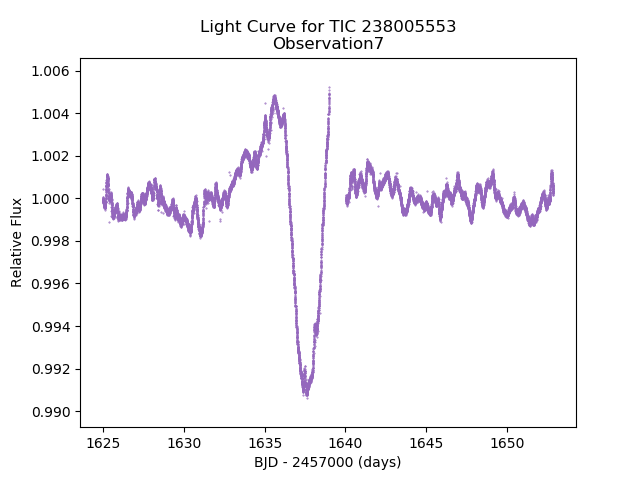 Light Curve for TIC 238005553
Observation7
Relative Flux
1.006
1.004
1.002
1.000
0.998
0.996
0.994
0.992
0.990
1625 1630 1635 1640 1645 1650
BJD - 2457000 (days)